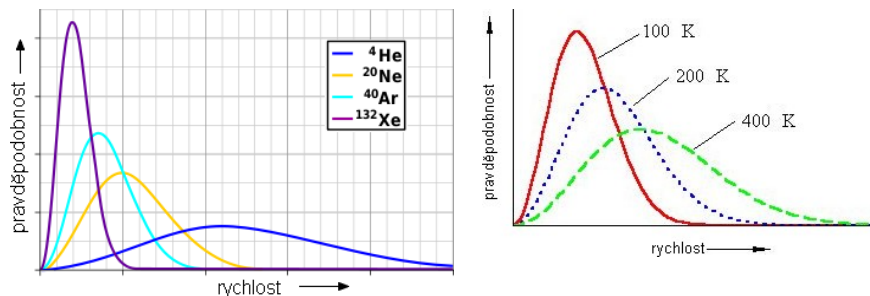 pravděpodobnost
⁴He
²⁰Ne
⁴⁰Ar
¹³²Xe
rychlost
pravděpodobnost
100 K
200 K
400 K
rychlost